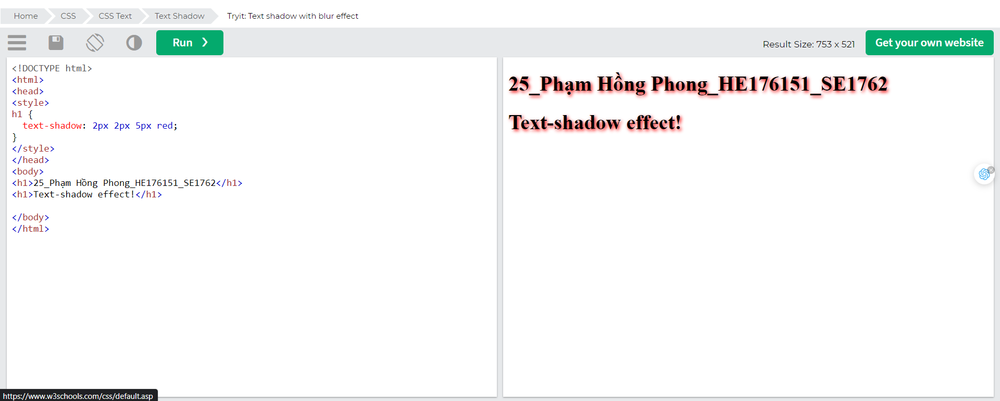 Home CSS CSS Text Text Shadow Tryit: Text shadow with blur effect
Run ❯ Result Size: 753 x 521 Get your own website
<!DOCTYPE html>
<html>
<head>
<style>
h1 {
  text-shadow: 2px 2px 5px red;
}
</style>
</head>
<body>
<h1>25_Phạm Hồng Phong_HE176151_SE1762</h1>
<h1>Text-shadow effect!</h1>
</body>
</html>
25_Phạm Hồng Phong_HE176151_SE1762
Text-shadow effect!
https://www.w3schools.com/css/default.asp